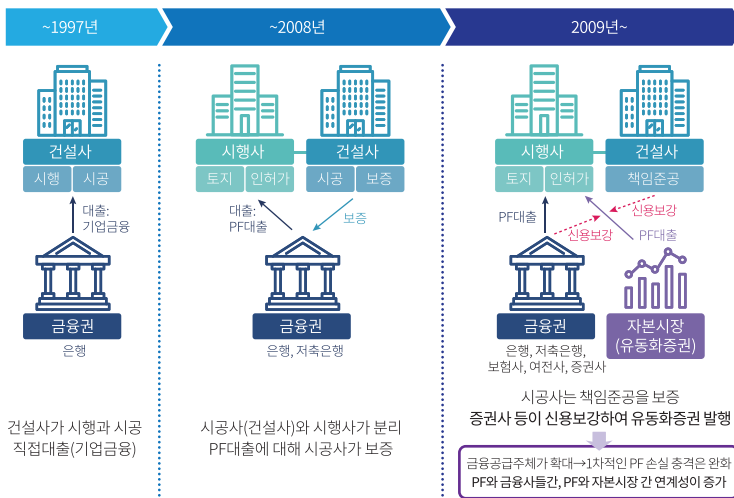 ~1997년
~2008년
2009년~
건설사
시행 시공
대출:
기업금융
금융권
은행
건설사가 시행과 시공
직접대출(기업금융)
시행사 건설사
토지 인허가 시공 보증
대출:
PF대출
보증
금융권
은행, 저축은행
시공사(건설사)와 시행사가 분리
PF대출에 대해 시공사가 보증
시행사 건설사
토지 인허가 책임준공
PF대출
신용보강
신용보강
PF대출
금융권
은행, 저축은행,
보험사, 여전사, 증권사
자본시장
(유동화증권)
시공사는 책임준공을 보증
증권사 등이 신용보강하여 유동화증권 발행
금융공급주체가 확대→1차적인 PF 손실 충격은 완화
PF와 금융사들간, PF와 자본시장 간 연계성이 증가